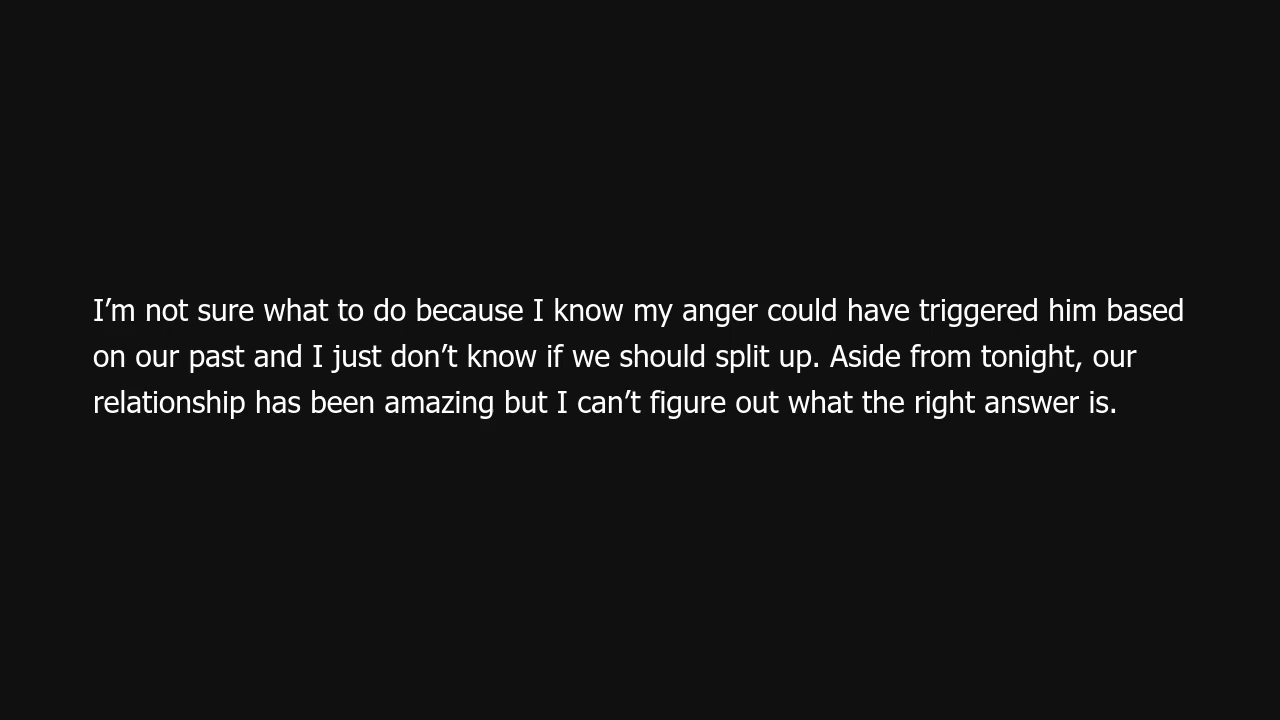 I’m not sure what to do because I know my anger could have triggered him based
on our past and I just don’t know if we should split up. Aside from tonight, our
relationship has been amazing but I can’t figure out what the right answer is.